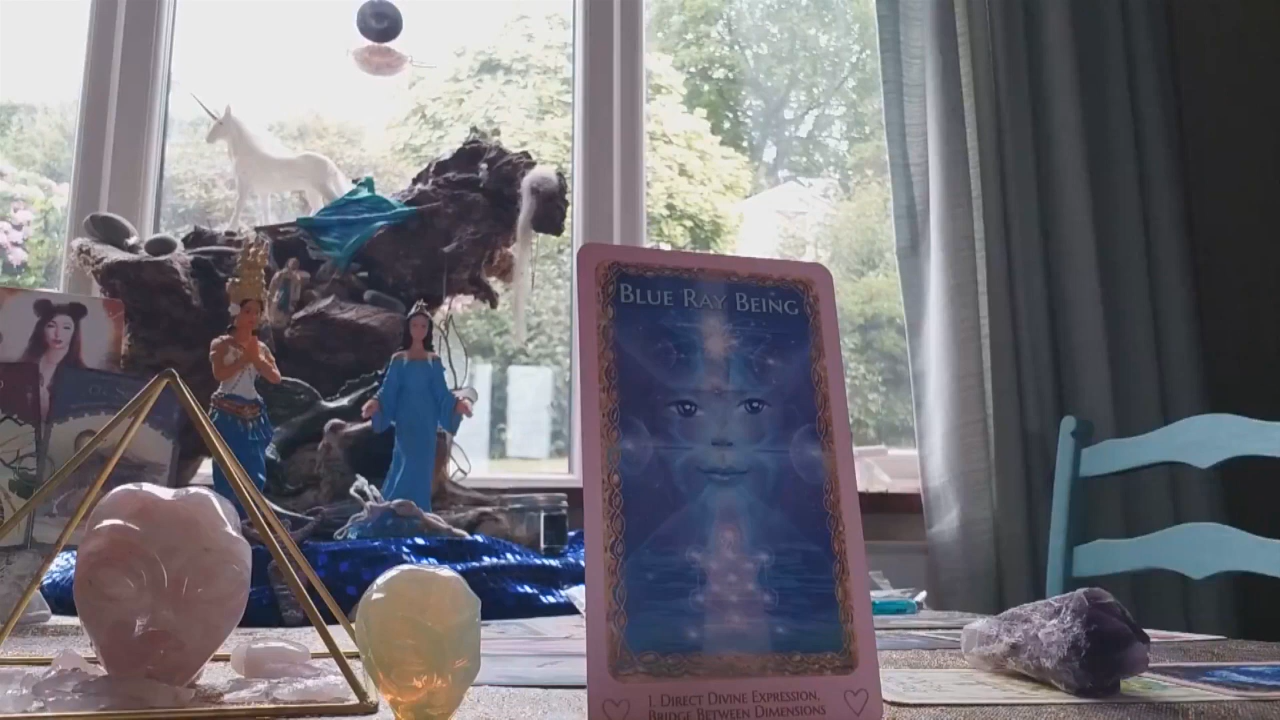 BLUE RAY BEING
1. DIRECT DIVINE EXPRESSION,
BRIDGE BETWEEN DIMENSIONS